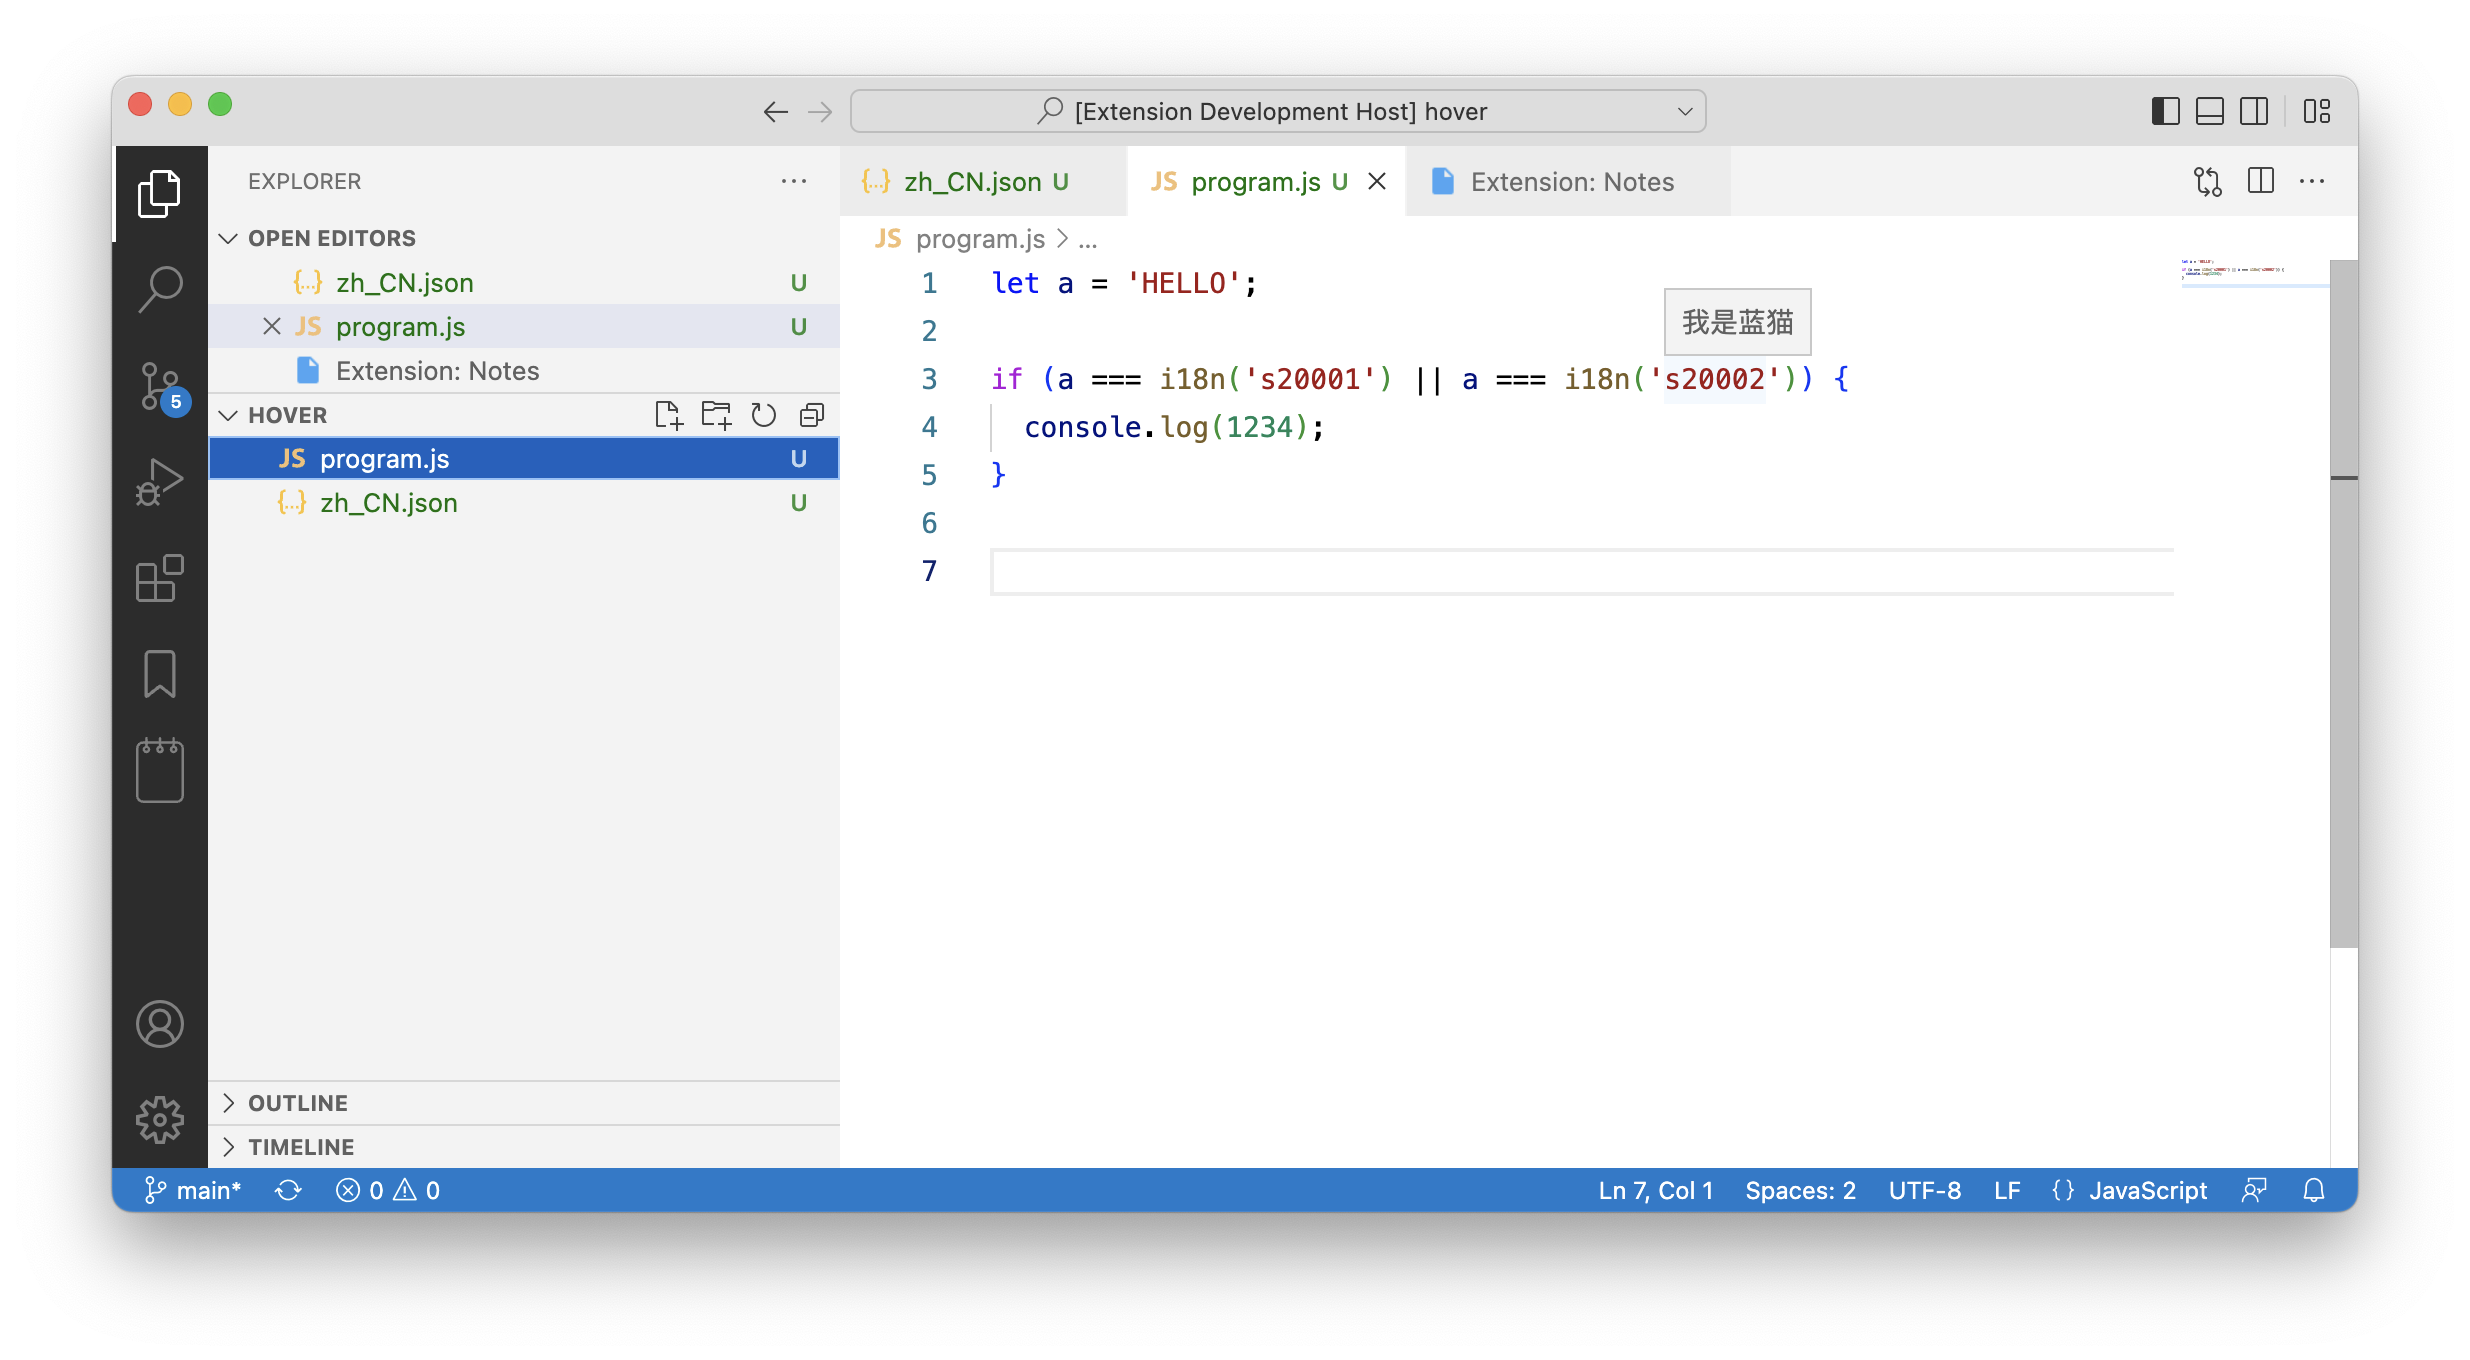 [Extension Development Host] hover
EXPLORER
OPEN EDITORS
{...} zh_CN.json U
JS program.js U
Extension: Notes
HOVER
JS program.js U
{...} zh_CN.json U
OUTLINE
TIMELINE
5
{...} zh_CN.json U
JS program.js U
Extension: Notes
JS program.js > ...
1 let a = 'HELLO';
2
我是蓝猫
3 if (a === i18n('s20001') || a === i18n('s20002')) {
4 console.log(1234);
5 }
6
7
main* 0 0 Ln 7, Col 1 Spaces: 2 UTF-8 LF {} JavaScript